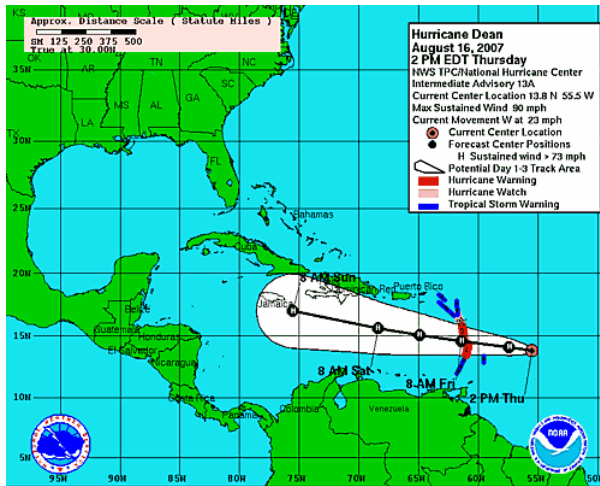 Approx. Distance Scale ( Statute Miles )
SM 125 250 375 500
True at 30.00N
Hurricane Dean
August 16, 2007
2 PM EDT Thursday
NWS TPC/National Hurricane Center
Intermediate Advisory 13A
Current Center Location 13.8 N 55.5 W
Max Sustained Wind 90 mph
Current Movement W at 23 mph
Current Center Location
Forecast Center Positions
H Sustained wind > 73 mph
Potential Day 1-3 Track Area
Hurricane Warning
Hurricane Watch
Tropical Storm Warning
KS
MO
OK
TN
NC
AR
SC
MS
AL
GA
LA
TX
FL
35N
30N
25N
20N
15N
10N
5N
Bahamas
Cuba
8 AM Sun
Puerto Rico
Jamaica
Belize
Guatemala
Honduras
El Salvador
Nicaragua
8 AM Sat
8 AM Fri
2 PM Thu
Costa Rica
Panama
Colombia
Venezuela
H
H
H
H
H
NOAA
95W
90W
85W
80W
75W
70W
65W
60W
55W